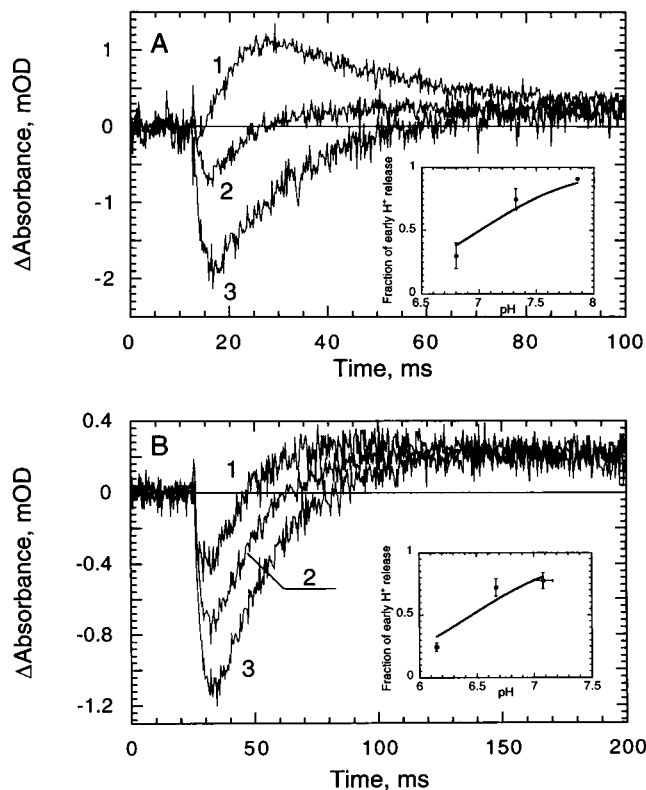 A
1
2
3
ΔAbsorbance, mOD
1
0
-1
-2
0 20 40 60 80 100
Time, ms
Fraction of early H⁺ release
1
0.5
0
6.5 7 7.5 8
pH
B
1
2
3
ΔAbsorbance, mOD
0.4
0
-0.4
-0.8
-1.2
0 50 100 150 200
Time, ms
Fraction of early H⁺ release
1
0.5
0
6 6.5 7 7.5
pH